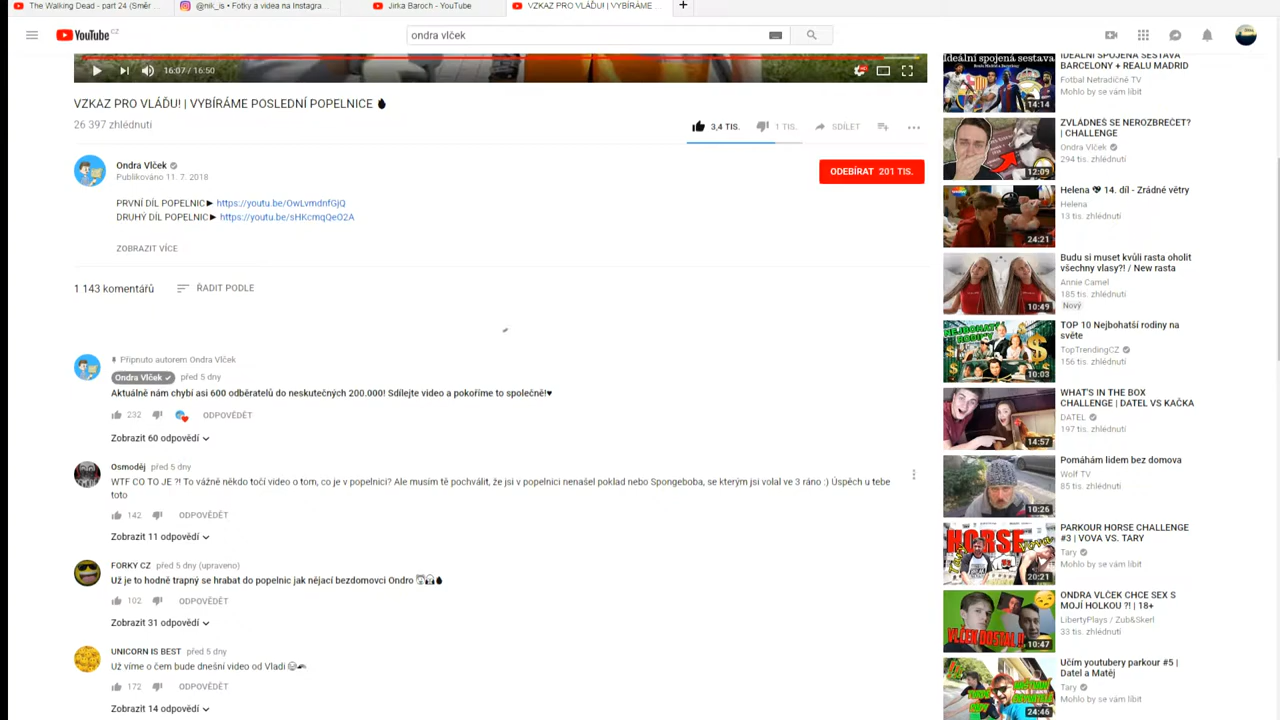 The Walking Dead - part 24 (Směr ...
@nik_is • Fotky a videa na Instagra...
Jirka Baroch - YouTube
VZKAZ PRO VLÁĎU! | VYBÍRÁME ...
YouTube CZ
ondra vlček
16:07 / 16:50
VZKAZ PRO VLÁĎU! | VYBÍRÁME POSLEDNÍ POPELNICE
26 397 zhlédnutí
3,4 TIS.
1 TIS.
SDÍLET
Ondra Vlček
Publikováno 11. 7. 2018
ODEBÍRAT 201 TIS.
PRVNÍ DÍL POPELNIC► https://youtu.be/OwLvmdnfGjQ
DRUHÝ DÍL POPELNIC► https://youtu.be/sHKcmqQeO2A
ZOBRAZIT VÍCE
1 143 komentářů
ŘADIT PODLE
Připnuto autorem Ondra Vlček
Ondra Vlček před 5 dny
Aktuálně nám chybí asi 600 odběratelů do neskutečných 200.000! Sdílejte video a pokoříme to společně!♥
232
ODPOVĚDĚT
Zobrazit 60 odpovědí
Osmoděj před 5 dny
WTF CO TO JE ?! To vážně někdo točí video o tom, co je v popelnici? Ale musím tě pochválit, že jsi v popelnici nenašel poklad nebo Spongeboba, se kterým jsi volal ve 3 ráno :) Úspěch u tebe
toto
142
ODPOVĚDĚT
Zobrazit 11 odpovědí
FORKY CZ před 5 dny (upraveno)
Už je to hodně trapný se hrabat do popelnic jak nějací bezdomovci Ondro
102
ODPOVĚDĚT
Zobrazit 31 odpovědí
UNICORN IS BEST před 5 dny
Už víme o čem bude dnešní video od Vladi
172
ODPOVĚDĚT
Zobrazit 14 odpovědí
ideální spojená sestava
14:14
IDEÁLNÍ SPOJENÁ SESTAVA
BARCELONY + REALU MADRID
Fotbal Netradičně TV
Mohlo by se vám líbit
12:09
ZVLÁDNEŠ SE NEROZBREČET?
| CHALLENGE
Ondra Vlček
294 tis. zhlédnutí
24:21
Helena 14. díl - Zrádné větry
Helena
13 tis. zhlédnutí
10:49
Budu si muset kvůli rasta oholit
všechny vlasy?! / New rasta
Annie Camel
185 tis. zhlédnutí
Nový
NEJBOHATŠÍ
RODINY
10:03
TOP 10 Nejbohatší rodiny na
světe
TopTrendingCZ
156 tis. zhlédnutí
14:57
WHAT'S IN THE BOX
CHALLENGE | DATEL VS KAČKA
DATEL
197 tis. zhlédnutí
10:26
Pomáhám lidem bez domova
Wolf TV
85 tis. zhlédnutí
HORSE
20:21
PARKOUR HORSE CHALLENGE
#3 | VOVA VS. TARY
Tary
Mohlo by se vám líbit
VLČEK DOSTAL !!
10:47
ONDRA VLČEK CHCE SEX S
MOJÍ HOLKOU ?! | 18+
LibertyPlays / Zub&Skerl
33 tis. zhlédnutí
24:46
Učím youtubery parkour #5 |
Datel a Matěj
Tary
Mohlo by se vám líbit